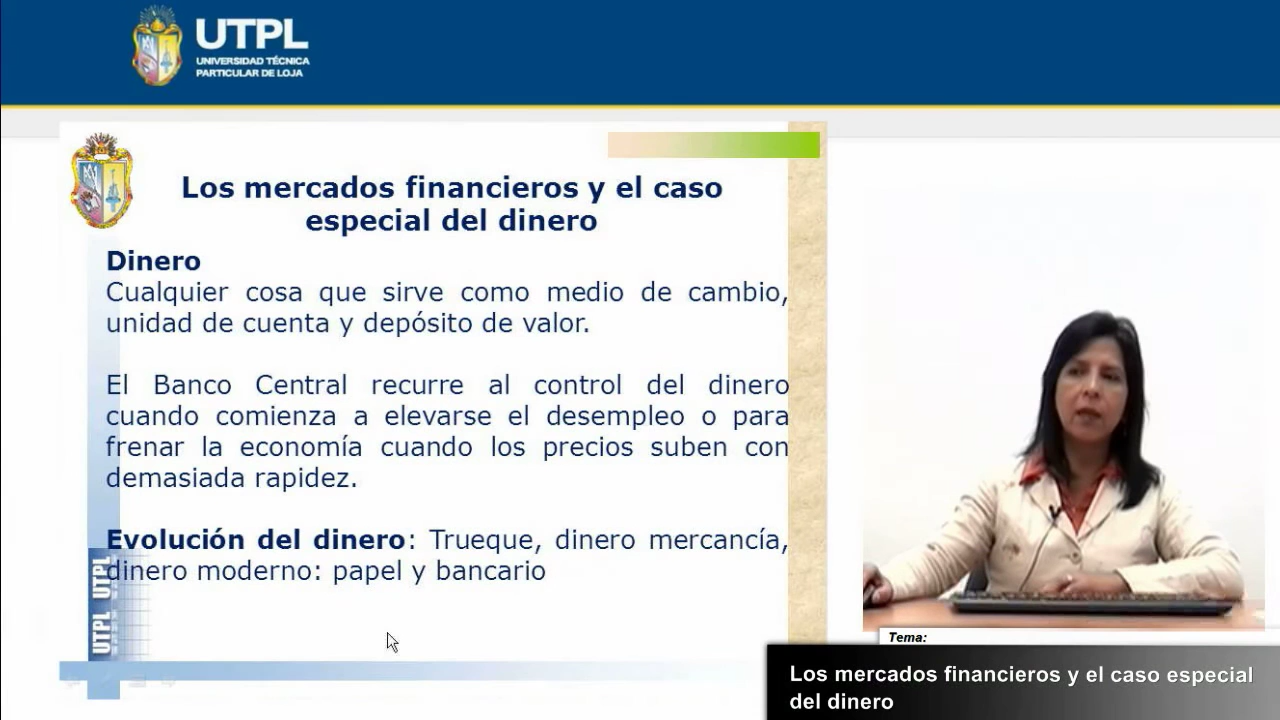 UTPL
UNIVERSIDAD TÉCNICA
PARTICULAR DE LOJA
Los mercados financieros y el caso
especial del dinero
Dinero
Cualquier cosa que sirve como medio de cambio,
unidad de cuenta y depósito de valor.
El Banco Central recurre al control del dinero
cuando comienza a elevarse el desempleo o para
frenar la economía cuando los precios suben con
demasiada rapidez.
Evolución del dinero: Trueque, dinero mercancía,
dinero moderno: papel y bancario
UTPL UTPL
Tema:
Los mercados financieros y el caso especial
del dinero